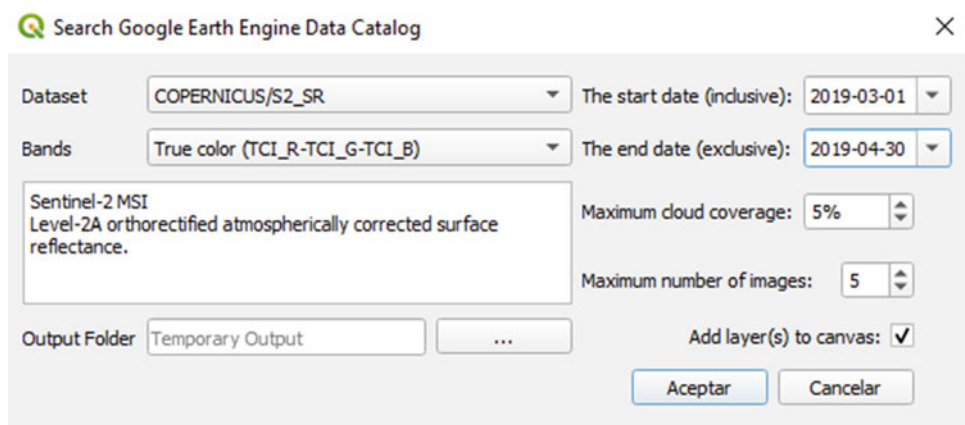 Search Google Earth Engine Data Catalog
Dataset COPERNICUS/S2_SR The start date (inclusive): 2019-03-01
Bands True color (TCI_R-TCI_G-TCI_B) The end date (exclusive): 2019-04-30
Sentinel-2 MSI
Level-2A orthorectified atmospherically corrected surface
reflectance.
Maximum cloud coverage: 5%
Maximum number of images: 5
Output Folder Temporary Output ... Add layer(s) to canvas:
Aceptar Cancelar